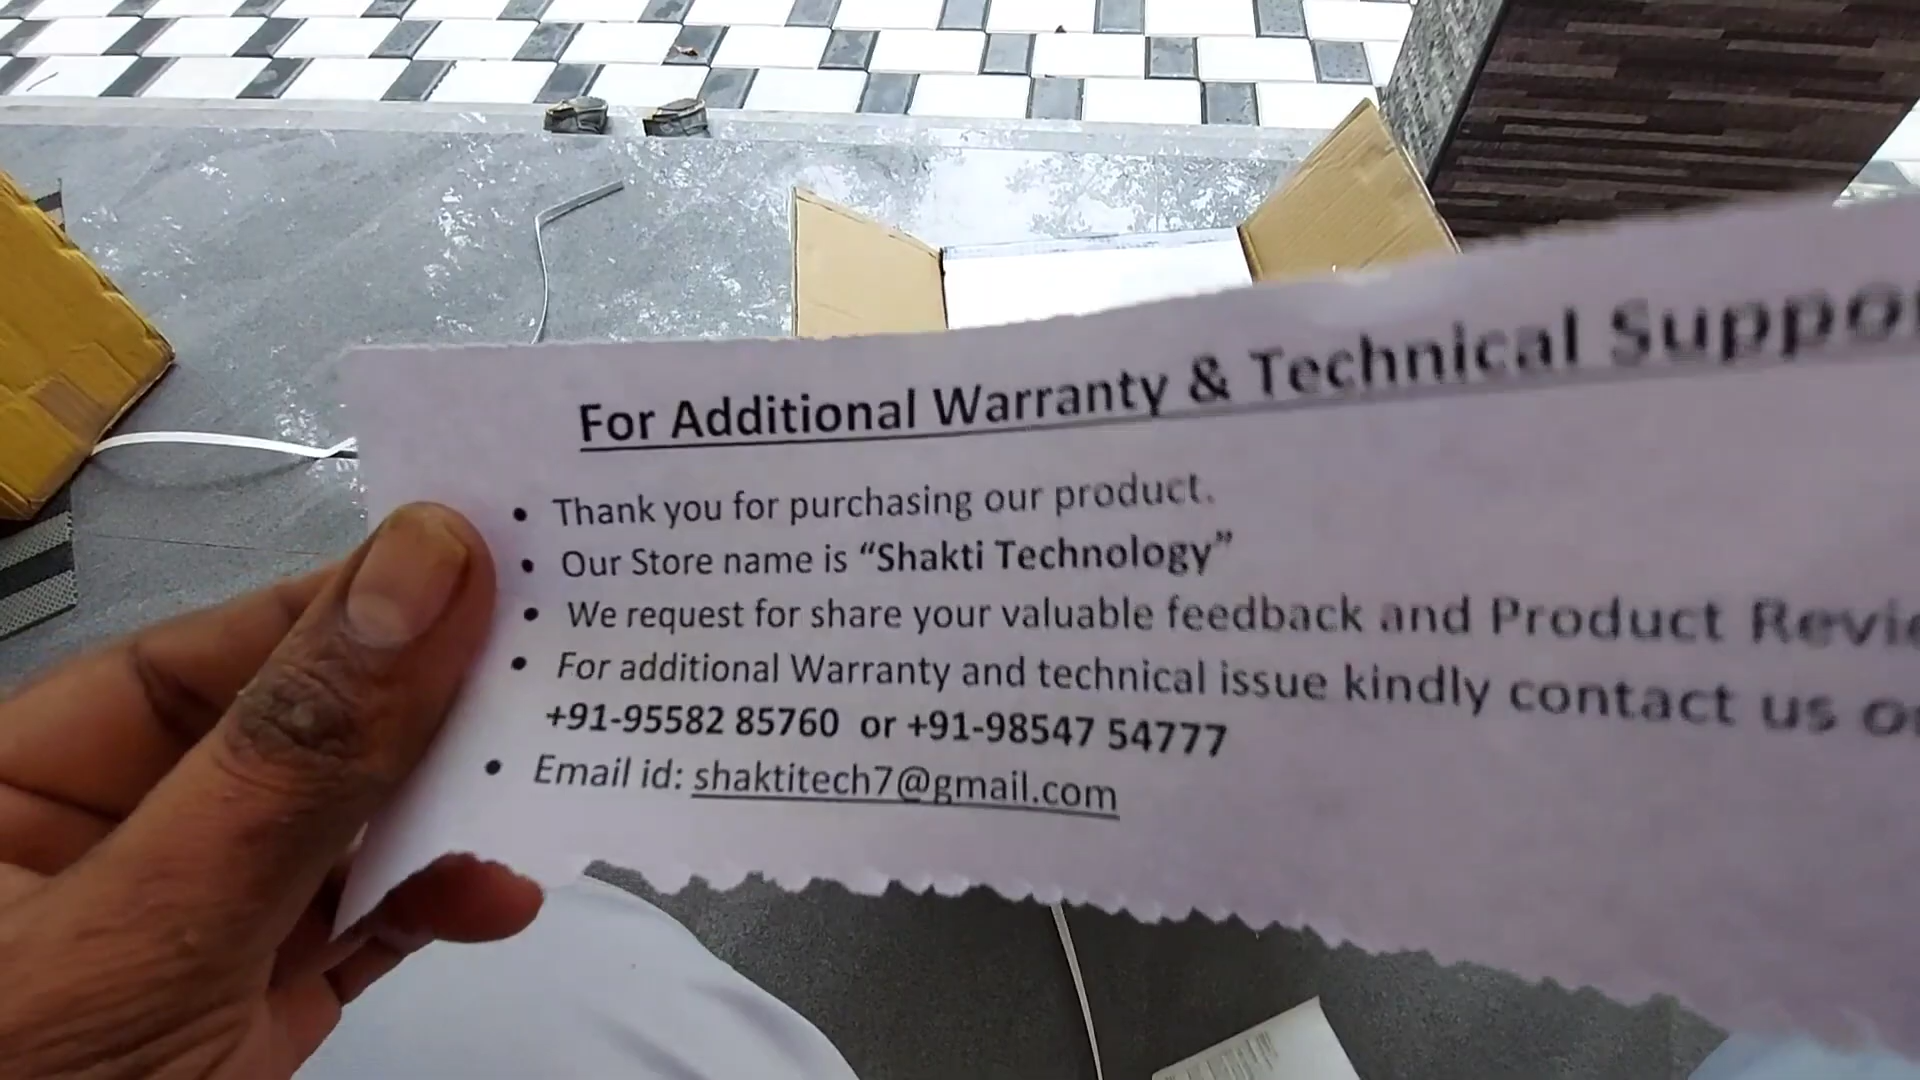 For Additional Warranty & Technical Suppor
• Thank you for purchasing our product.
• Our Store name is “Shakti Technology”
• We request for share your valuable feedback and Product Revie
• For additional Warranty and technical issue kindly contact us o
+91-95582 85760 or +91-98547 54777
• Email id: shaktitech7@gmail.com